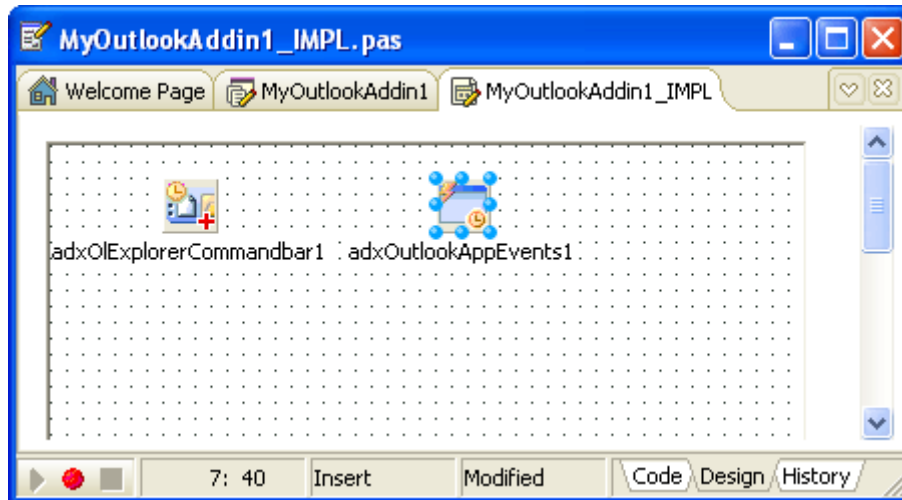 MyOutlookAddin1_IMPL.pas
Welcome Page MyOutlookAddin1 MyOutlookAddin1_IMPL
adxOlExplorerCommandbar1 adxOutlookAppEvents1
7: 40 Insert Modified Code Design History